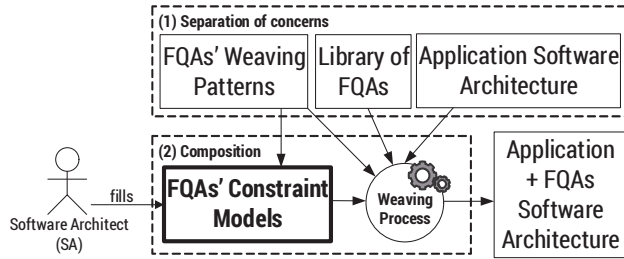 (1) Separation of concerns
FQAs’ Weaving
Patterns
Library of
FQAs
Application Software
Architecture
(2) Composition
fills
Software Architect
(SA)
FQAs’ Constraint
Models
Weaving
Process
Application
+ FQAs
Software
Architecture